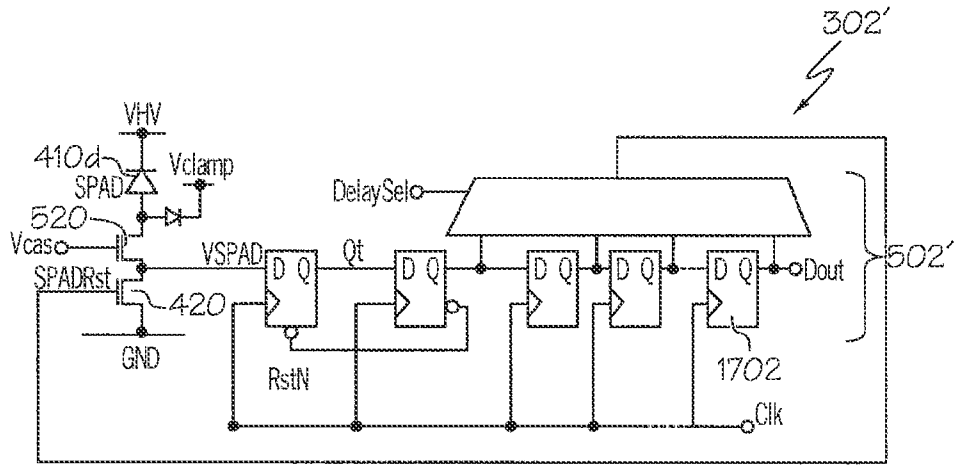 302'
VHV
410d
SPAD
Vclamp
DelaySel
520
Vcas
VSPAD
D Q
Qt
D Q
D Q
D Q
D Q
Dout
502'
SPADRst
420
GND
RstN
1702
Clk